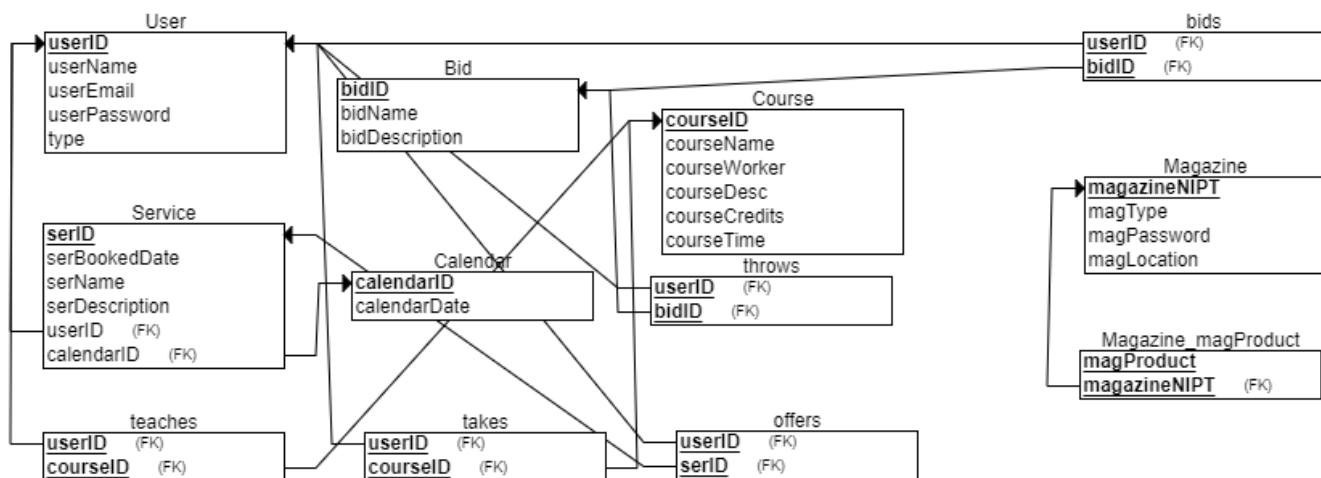 User
userID
userName
userEmail
userPassword
type
Bid
bidID
bidName
bidDescription
bids
userID (FK)
bidID (FK)
Course
courseID
courseName
courseWorker
courseDesc
courseCredits
courseTime
Magazine
magazineNIPT
magType
magPassword
magLocation
Service
serID
serBookedDate
serName
serDescription
userID (FK)
calendarID (FK)
Calendar
calendarID
calendarDate
throws
userID (FK)
bidID (FK)
Magazine_magProduct
magProduct
magazineNIPT (FK)
teaches
userID (FK)
courseID (FK)
takes
userID (FK)
courseID (FK)
offers
userID (FK)
serID (FK)